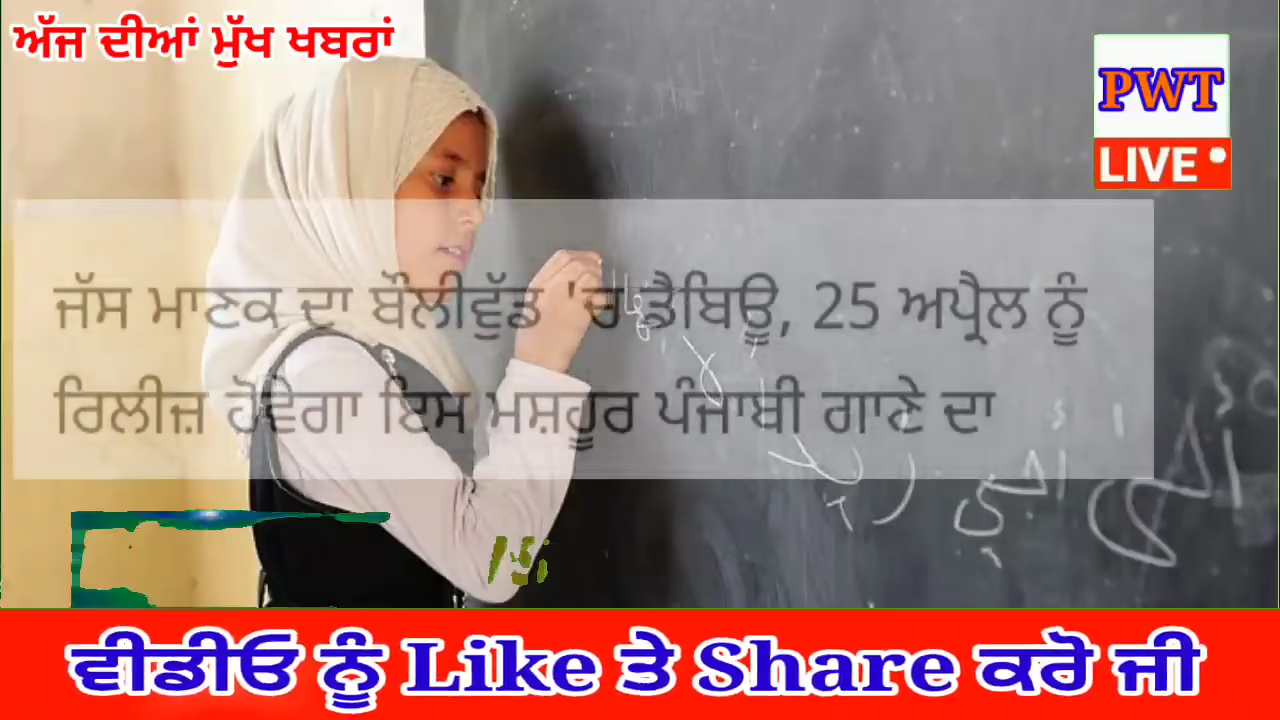 ਅੱਜ ਦੀਆਂ ਮੁੱਖ ਖਬਰਾਂ
PWT
LIVE
ਜੱਸ ਮਾਣਕ ਦਾ ਬੌਲੀਵੁੱਡ 'ਚ ਡੈਬਿਊ, 25 ਅਪ੍ਰੈਲ ਨੂੰ
ਰਿਲੀਜ਼ ਹੋਵੇਗਾ ਇਸ ਮਸ਼ਹੂਰ ਪੰਜਾਬੀ ਗਾਣੇ ਦਾ
ਵੀਡੀਓ ਨੂੰ Like ਤੇ Share ਕਰੋ ਜੀ